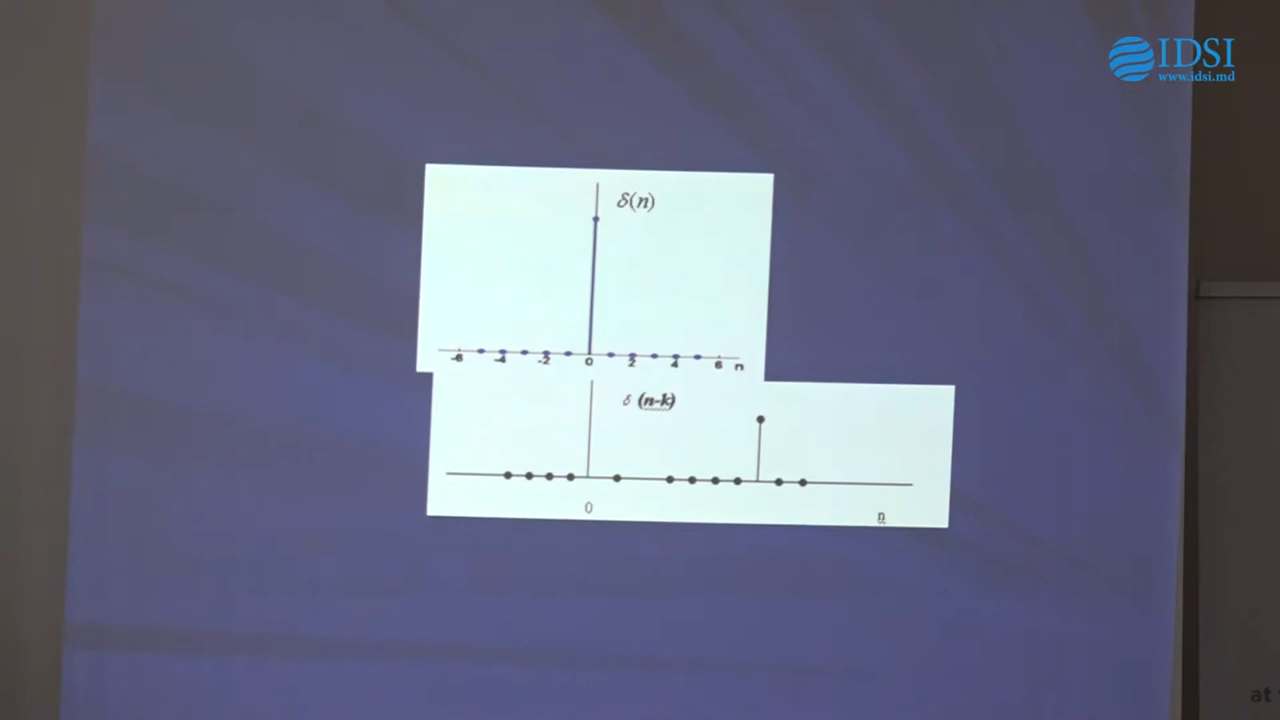 IDSI
www.idsi.md
δ(n)
-6 -4 -2 0 2 4 6 n
δ (n-k)
0 n
at